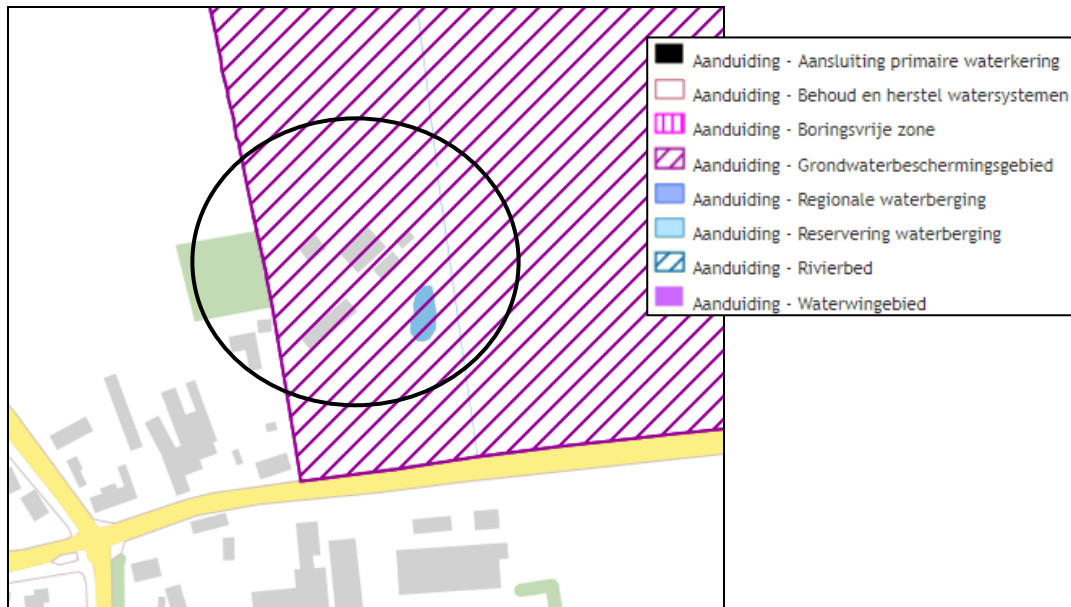 Aanduiding - Aansluiting primaire waterkering
Aanduiding - Behoud en herstel watersystemen
Aanduiding - Boringsvrije zone
Aanduiding - Grondwaterbeschermingsgebied
Aanduiding - Regionale waterberging
Aanduiding - Reservering waterberging
Aanduiding - Rivierbed
Aanduiding - Waterwingebied